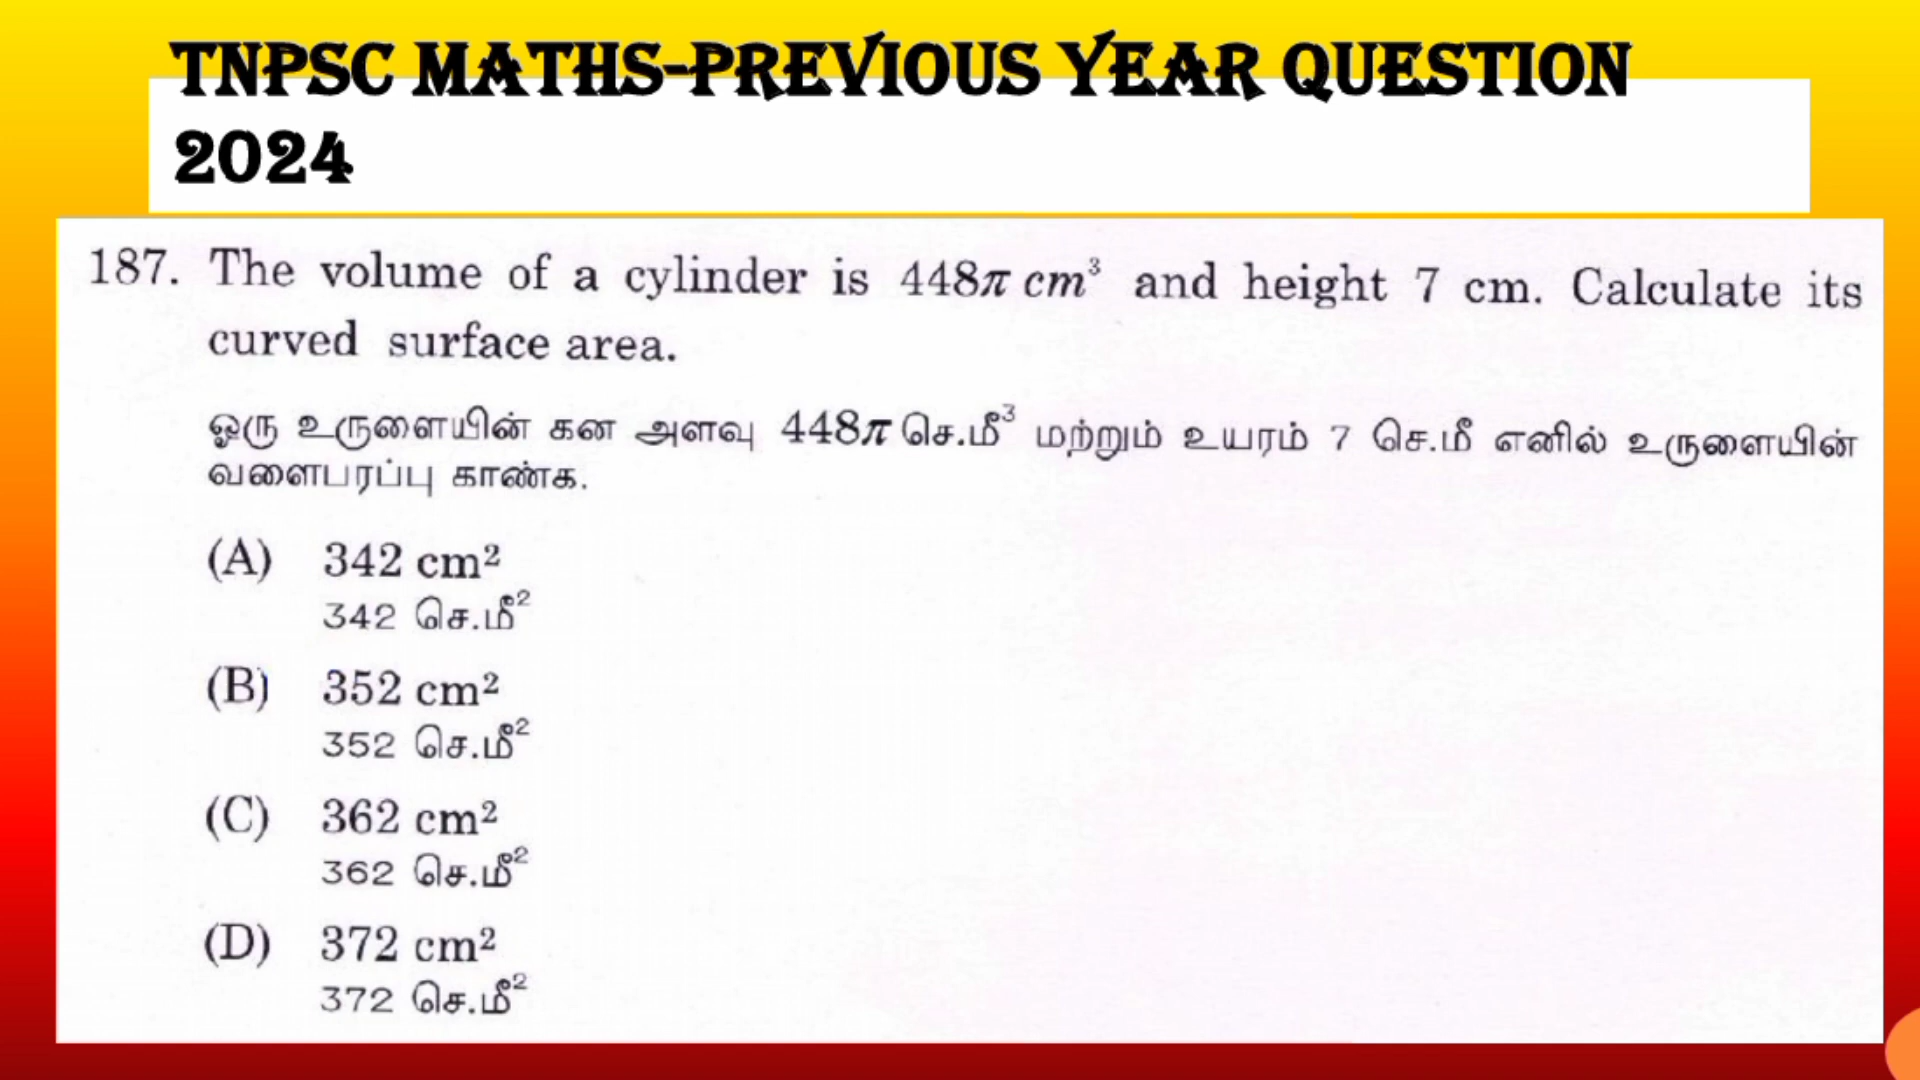 TNPSC MATHS-PREVIOUS YEAR QUESTION
2024
187. The volume of a cylinder is 448π cm³ and height 7 cm. Calculate its
curved surface area.
ஒரு உருளையின் கன அளவு 448π செ.மீ³ மற்றும் உயரம் 7 செ.மீ எனில் உருளையின்
வளைபரப்பு காண்க.
(A) 342 cm²
342 செ.மீ²
(B) 352 cm²
352 செ.மீ²
(C) 362 cm²
362 செ.மீ²
(D) 372 cm²
372 செ.மீ²